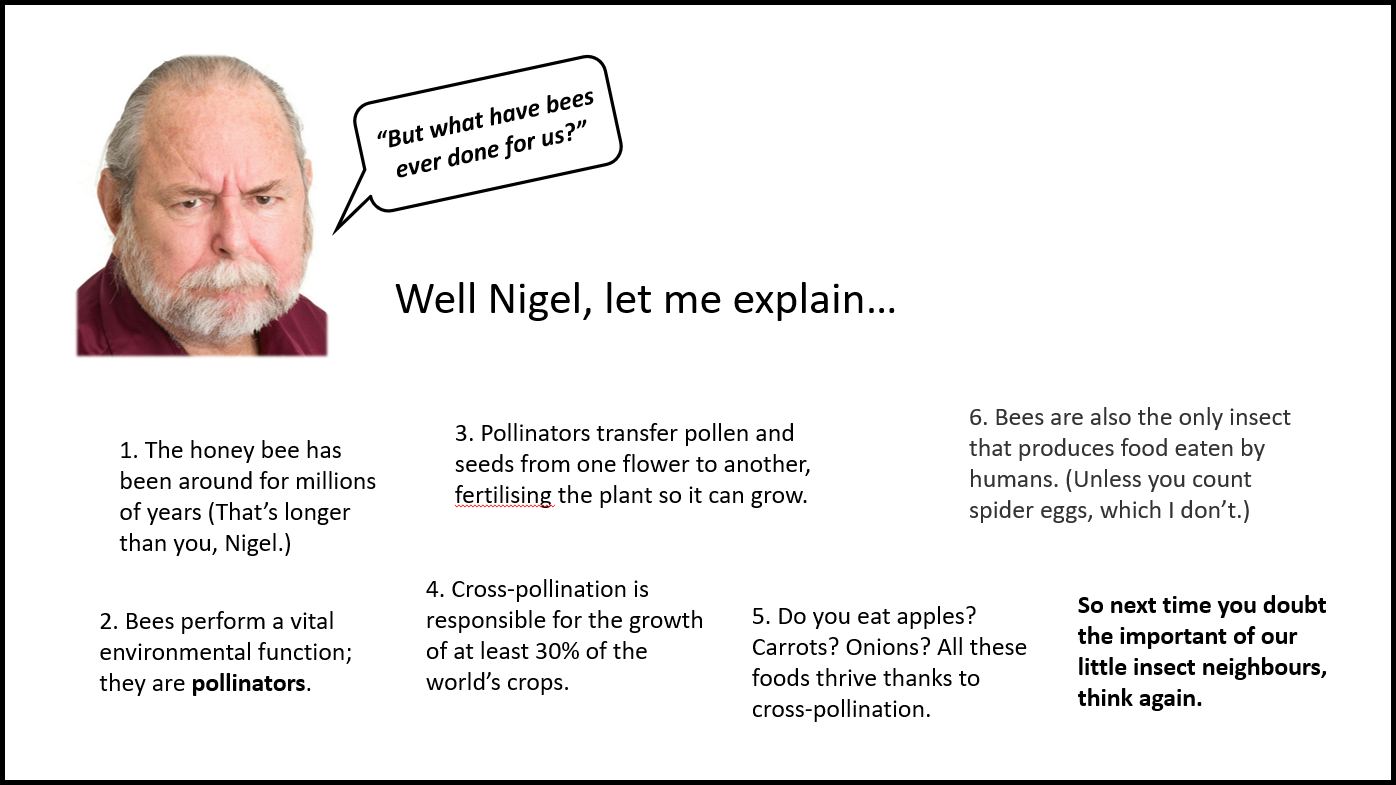 “But what have bees
ever done for us?”
Well Nigel, let me explain…
1. The honey bee has
been around for millions
of years (That’s longer
than you, Nigel.)
2. Bees perform a vital
environmental function;
they are pollinators.
3. Pollinators transfer pollen and
seeds from one flower to another,
fertilising the plant so it can grow.
4. Cross-pollination is
responsible for the growth
of at least 30% of the
world’s crops.
5. Do you eat apples?
Carrots? Onions? All these
foods thrive thanks to
cross-pollination.
6. Bees are also the only insect
that produces food eaten by
humans. (Unless you count
spider eggs, which I don’t.)
So next time you doubt
the important of our
little insect neighbours,
think again.